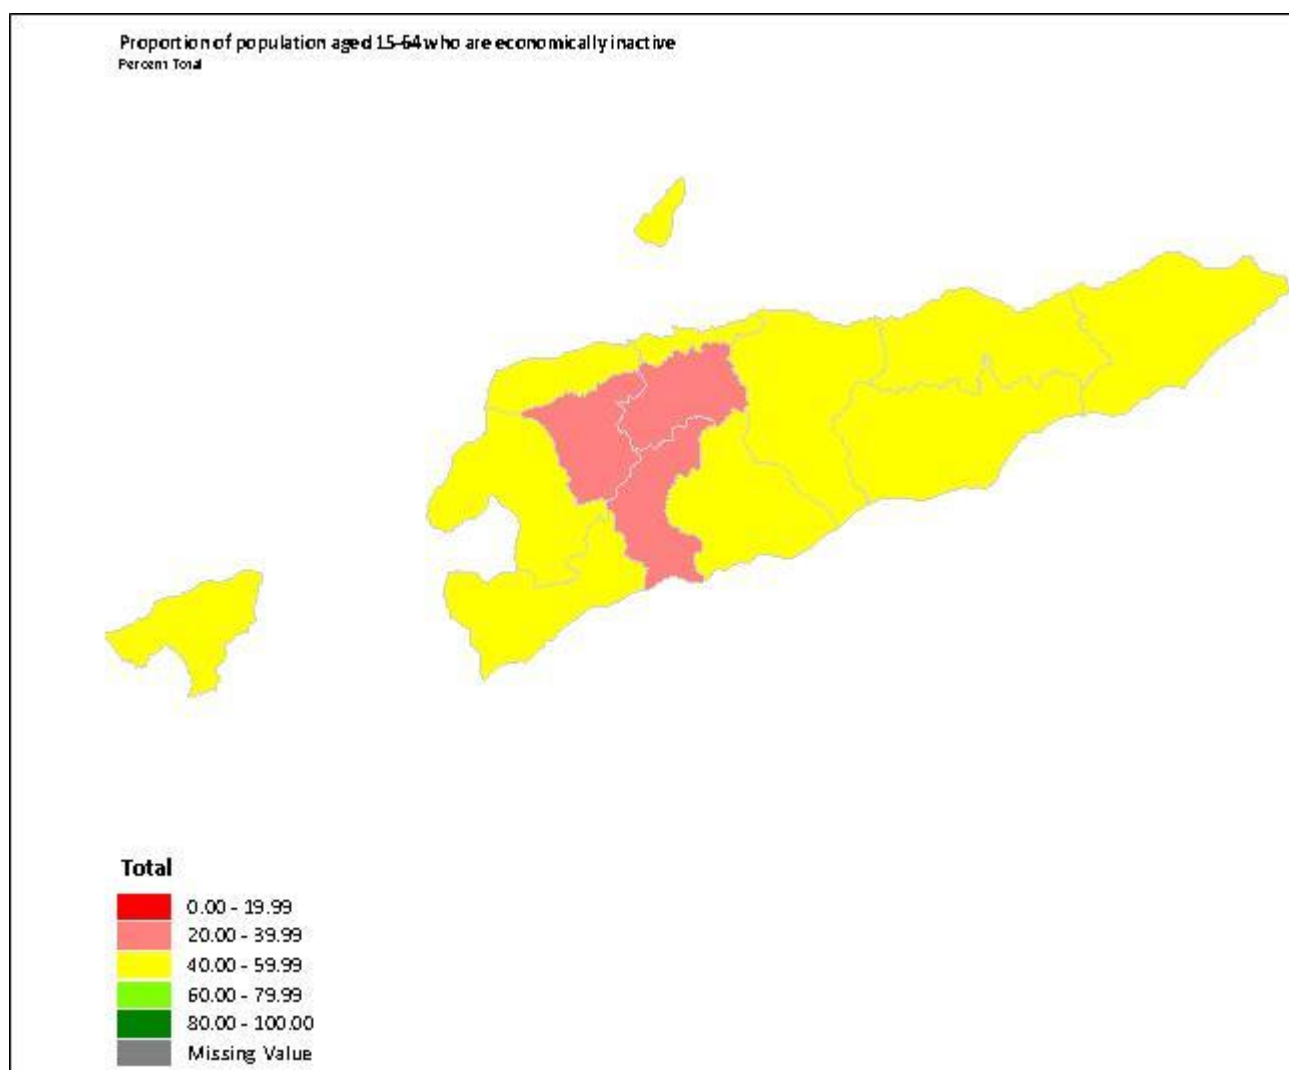 Proportion of population aged 15-64 who are economically inactive
Percent Total
Total
0.00 - 19.99
20.00 - 39.99
40.00 - 59.99
60.00 - 79.99
80.00 - 100.00
Missing Value